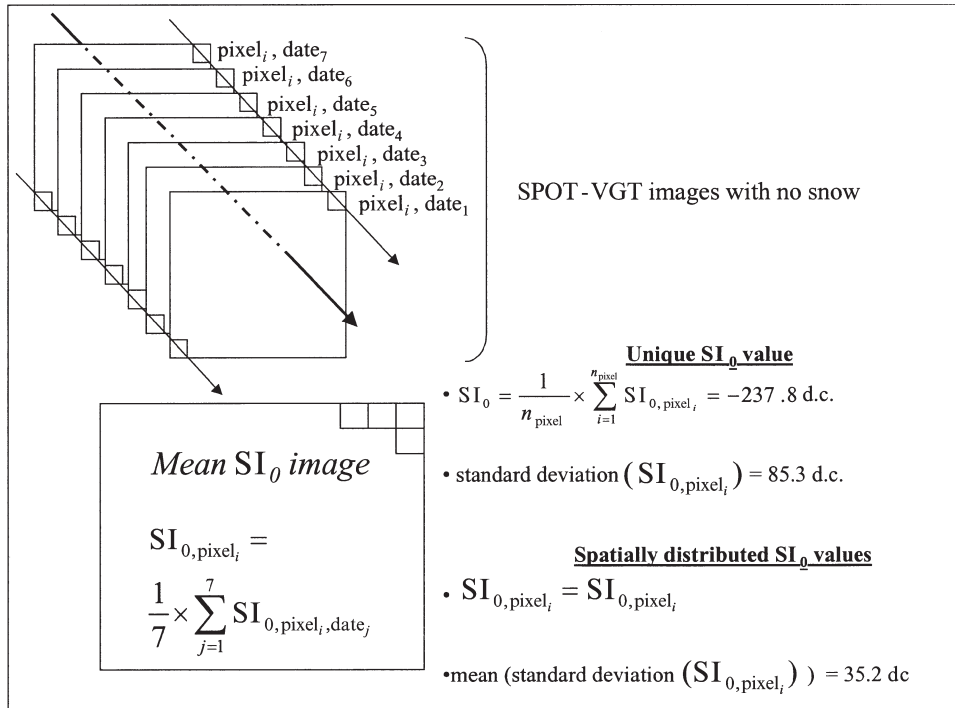 pixel_i, date_7
pixel_i, date_6
pixel_i, date_5
pixel_i, date_4
pixel_i, date_3
pixel_i, date_2
pixel_i, date_1
SPOT-VGT images with no snow
Unique SI_0 value
• SI_0 = 1/n_pixel × ∑_{i=1}^{n_pixel} SI_{0,pixel_i} = −237 .8 d.c.
• standard deviation (SI_{0,pixel_i}) = 85.3 d.c.
Mean SI_0 image
SI_{0,pixel_i} =
1/7 × ∑_{j=1}^{7} SI_{0,pixel_i,date_j}
Spatially distributed SI_0 values
• SI_{0,pixel_i} = SI_{0,pixel_i}
•mean (standard deviation (SI_{0,pixel_i}) ) = 35.2 dc